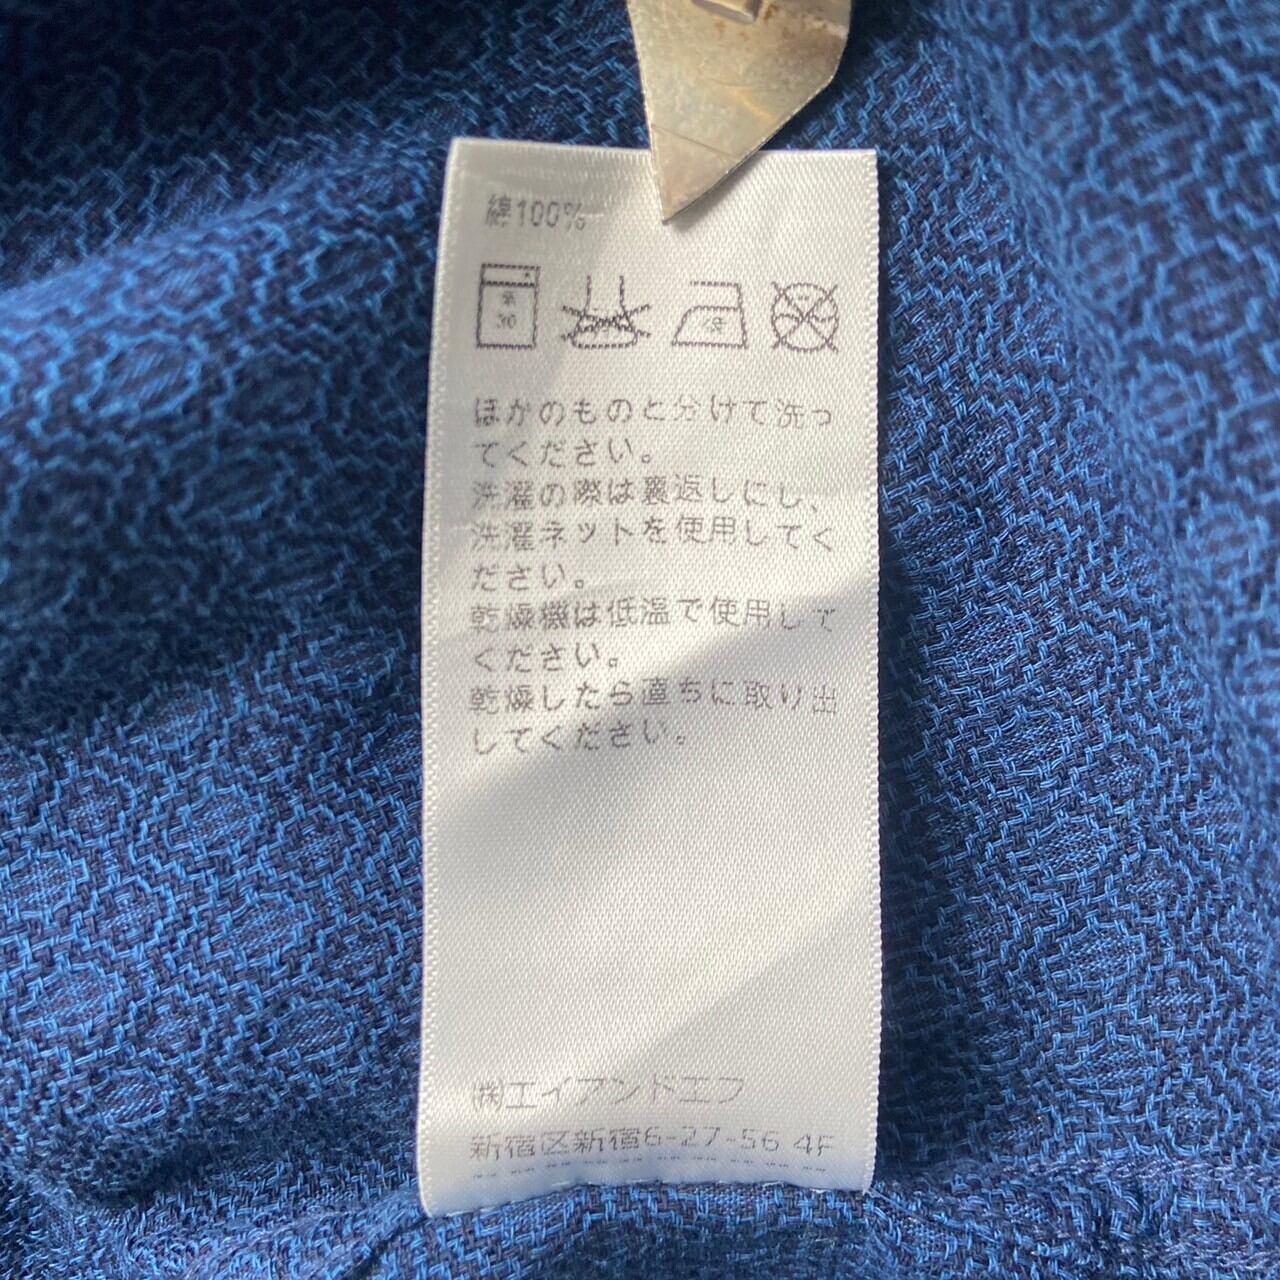 綿100%
弱
30
ほかのものと分けて洗っ
てください。
洗濯の際は裏返しにし、
洗濯ネットを使用してく
ださい。
乾燥機は低温で使用して
ください。
乾燥したら直ちに取り出
してください。
㈱エイアンドエフ
新宿区新宿6-27-56 4F